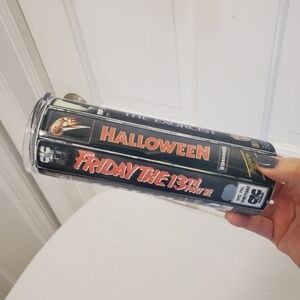 THE EXORCIST
HALLOWEEN
FRIDAY THE 13TH
PART 2